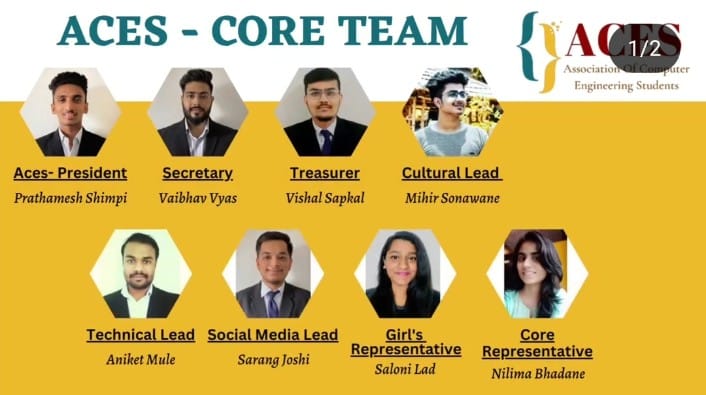 ACES - CORE TEAM
ACES
1/2
Association Of Computer
Engineering Students
Aces- President
Prathamesh Shimpi
Secretary
Vaibhav Vyas
Treasurer
Vishal Sapkal
Cultural Lead
Mihir Sonawane
Technical Lead
Aniket Mule
Social Media Lead
Sarang Joshi
Girl's
Representative
Saloni Lad
Core
Representative
Nilima Bhadane